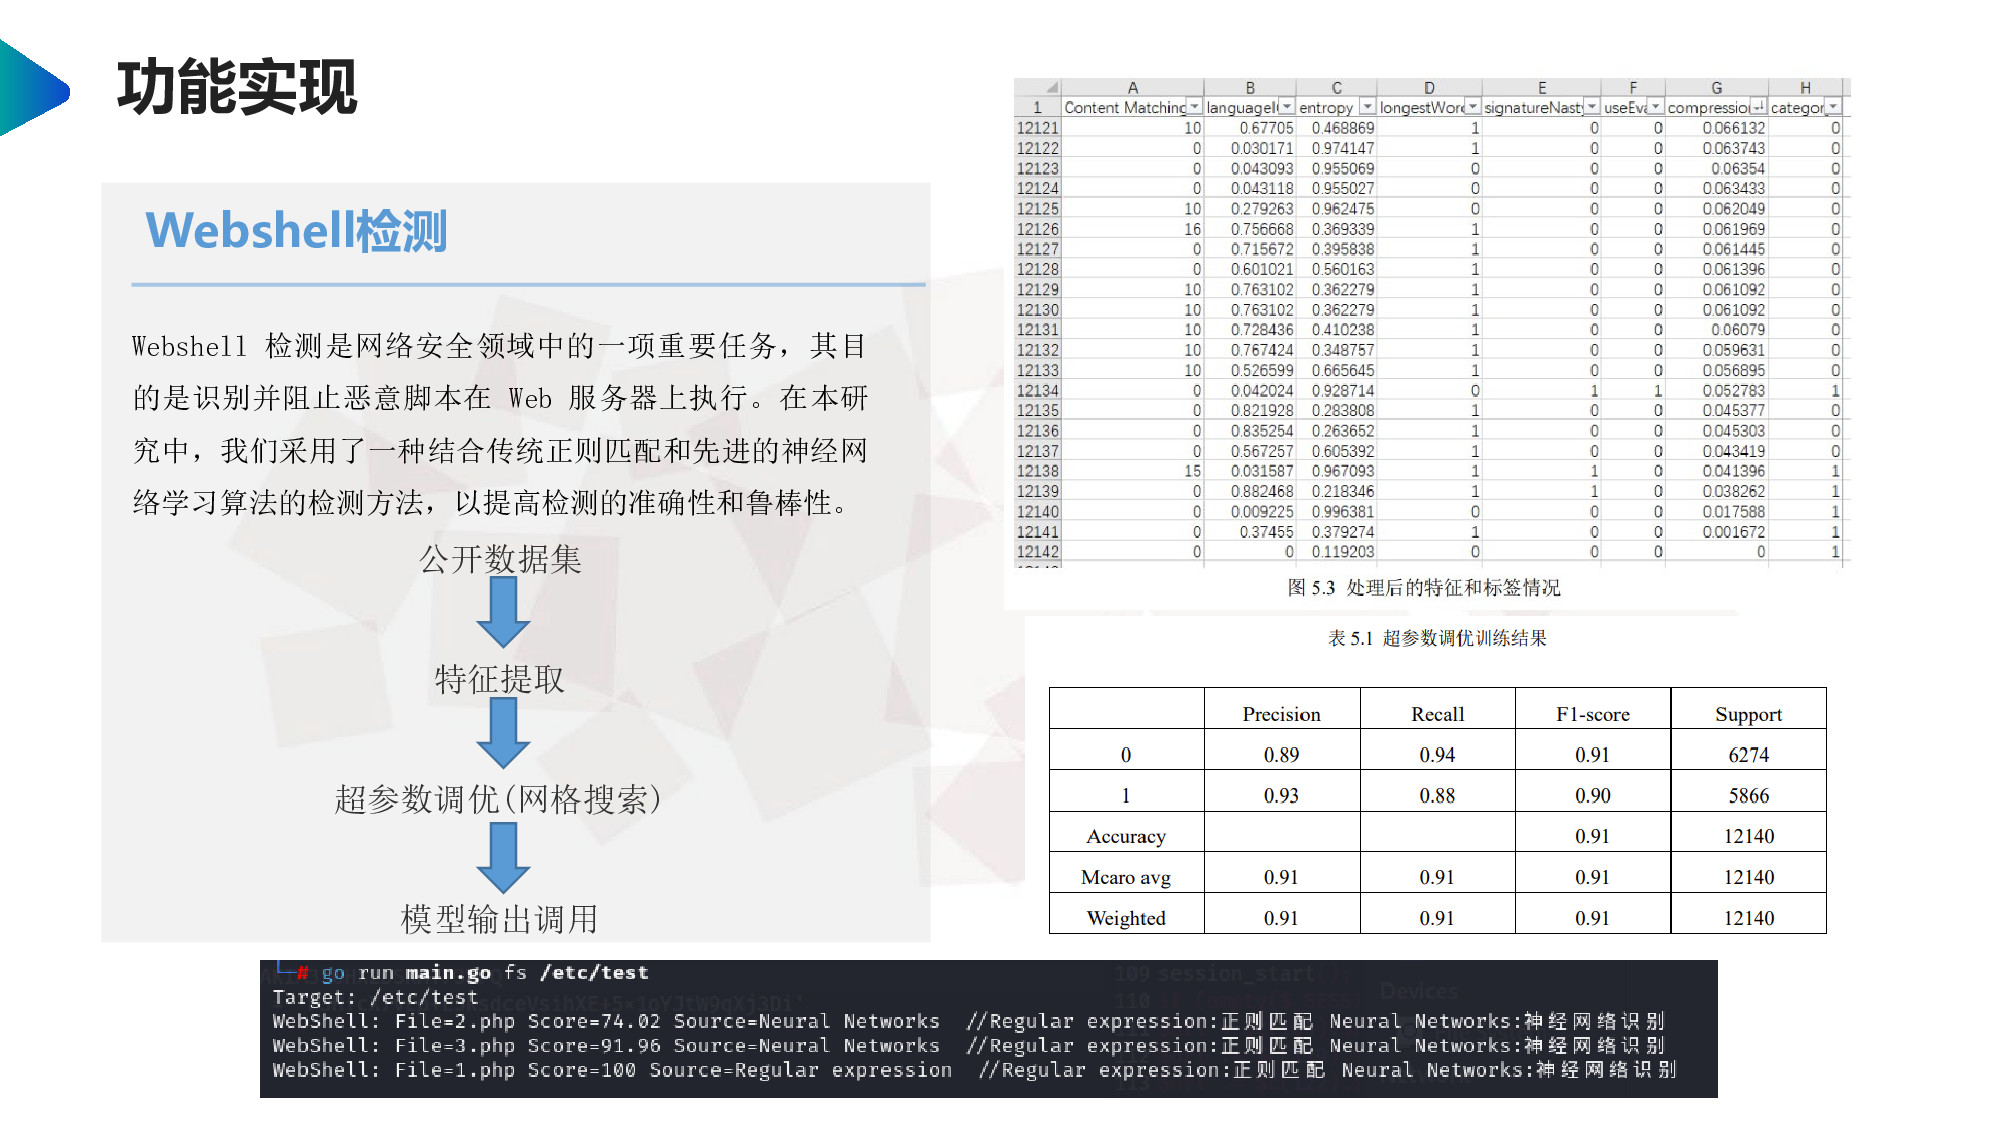 功能实现
Webshell检测
Webshell 检测是网络安全领域中的一项重要任务，其目
的是识别并阻止恶意脚本在 Web 服务器上执行。在本研
究中，我们采用了一种结合传统正则匹配和先进的神经网
络学习算法的检测方法，以提高检测的准确性和鲁棒性。
公开数据集
特征提取
超参数调优(网格搜索)
模型输出调用
A B C D E F G H
1 Content Matching languageI entropy longestWor signatureNast useEva compressio categor
12121 10 0.67705 0.468869 1 0 0 0.066132 0
12122 0 0.030171 0.974147 1 0 0 0.063743 0
12123 0 0.043093 0.955069 0 0 0 0.06354 0
12124 0 0.043118 0.955027 0 0 0 0.063433 0
12125 10 0.279263 0.962475 0 0 0 0.062049 0
12126 16 0.756668 0.369339 1 0 0 0.061969 0
12127 0 0.715672 0.395838 1 0 0 0.061445 0
12128 0 0.601021 0.560163 1 0 0 0.061396 0
12129 10 0.763102 0.362279 1 0 0 0.061092 0
12130 10 0.763102 0.362279 1 0 0 0.061092 0
12131 10 0.728436 0.410238 1 0 0 0.06079 0
12132 10 0.767424 0.348757 1 0 0 0.059631 0
12133 10 0.526599 0.665645 1 0 0 0.056895 0
12134 0 0.042024 0.928714 0 1 1 0.052783 1
12135 0 0.821928 0.283808 1 0 0 0.045377 0
12136 0 0.835254 0.263652 1 0 0 0.045303 0
12137 0 0.567257 0.605392 1 0 0 0.043419 0
12138 15 0.031587 0.967093 1 1 0 0.041396 1
12139 0 0.882468 0.218346 1 1 0 0.038262 1
12140 0 0.009225 0.996381 0 0 0 0.017588 1
12141 0 0.37455 0.379274 1 0 0 0.001672 1
12142 0 0 0.119203 0 0 0 0 1
图 5.3 处理后的特征和标签情况
表 5.1 超参数调优训练结果
Precision Recall F1-score Support
0 0.89 0.94 0.91 6274
1 0.93 0.88 0.90 5866
Accuracy 0.91 12140
Mcaro avg 0.91 0.91 0.91 12140
Weighted 0.91 0.91 0.91 12140
# go run main.go fs /etc/test
Target: /etc/test
WebShell: File=2.php Score=74.02 Source=Neural Networks //Regular expression:正则匹配 Neural Networks:神经网络识别
WebShell: File=3.php Score=91.96 Source=Neural Networks //Regular expression:正则匹配 Neural Networks:神经网络识别
WebShell: File=1.php Score=100 Source=Regular expression //Regular expression:正则匹配 Neural Networks:神经网络识别